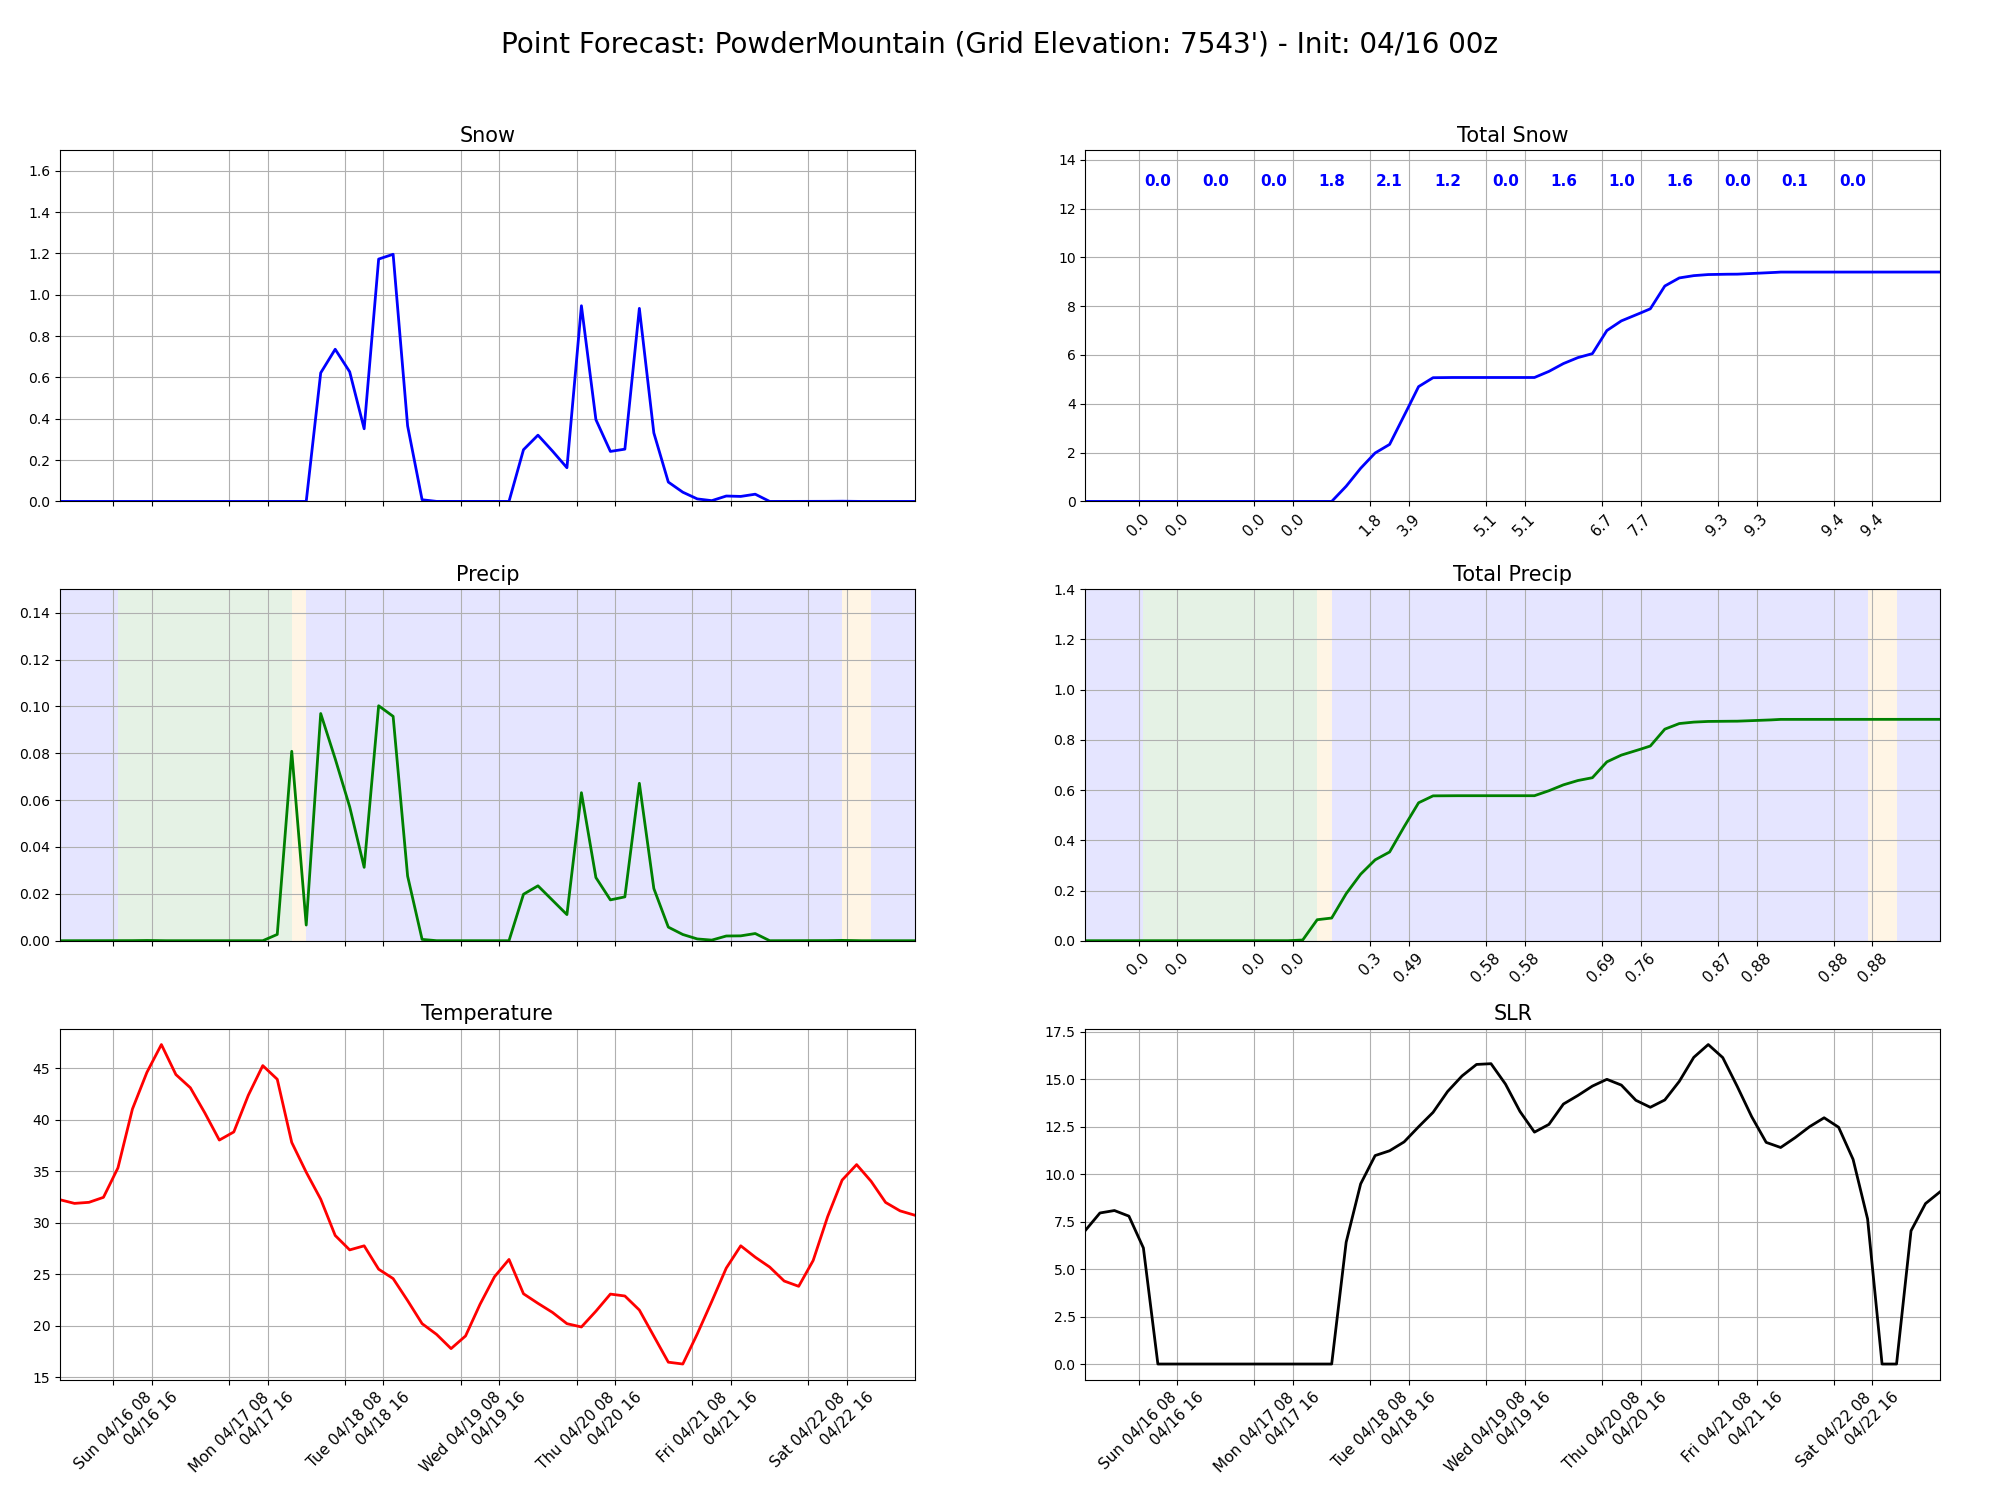 Point Forecast: PowderMountain (Grid Elevation: 7543') - Init: 04/16 00z
Snow
1.6
1.4
1.2
1.0
0.8
0.6
0.4
0.2
0.0
Total Snow
14
12
10
8
6
4
2
0
0.0 0.0 0.0 1.8 2.1 1.2 0.0 1.6 1.0 1.6 0.0 0.1 0.0
0.0 0.0 0.0 0.0 1.8 3.9 5.1 5.1 6.7 7.7 9.3 9.3 9.4 9.4
Precip
0.14
0.12
0.10
0.08
0.06
0.04
0.02
0.00
Total Precip
1.4
1.2
1.0
0.8
0.6
0.4
0.2
0.0
0.0 0.0 0.0 0.0 0.3 0.49 0.58 0.58 0.69 0.76 0.87 0.88 0.88 0.88
Temperature
45
40
35
30
25
20
15
Sun 04/16 08
04/16 16
Mon 04/17 08
04/17 16
Tue 04/18 08
04/18 16
Wed 04/19 08
04/19 16
Thu 04/20 08
04/20 16
Fri 04/21 08
04/21 16
Sat 04/22 08
04/22 16
SLR
17.5
15.0
12.5
10.0
7.5
5.0
2.5
0.0
Sun 04/16 08
04/16 16
Mon 04/17 08
04/17 16
Tue 04/18 08
04/18 16
Wed 04/19 08
04/19 16
Thu 04/20 08
04/20 16
Fri 04/21 08
04/21 16
Sat 04/22 08
04/22 16